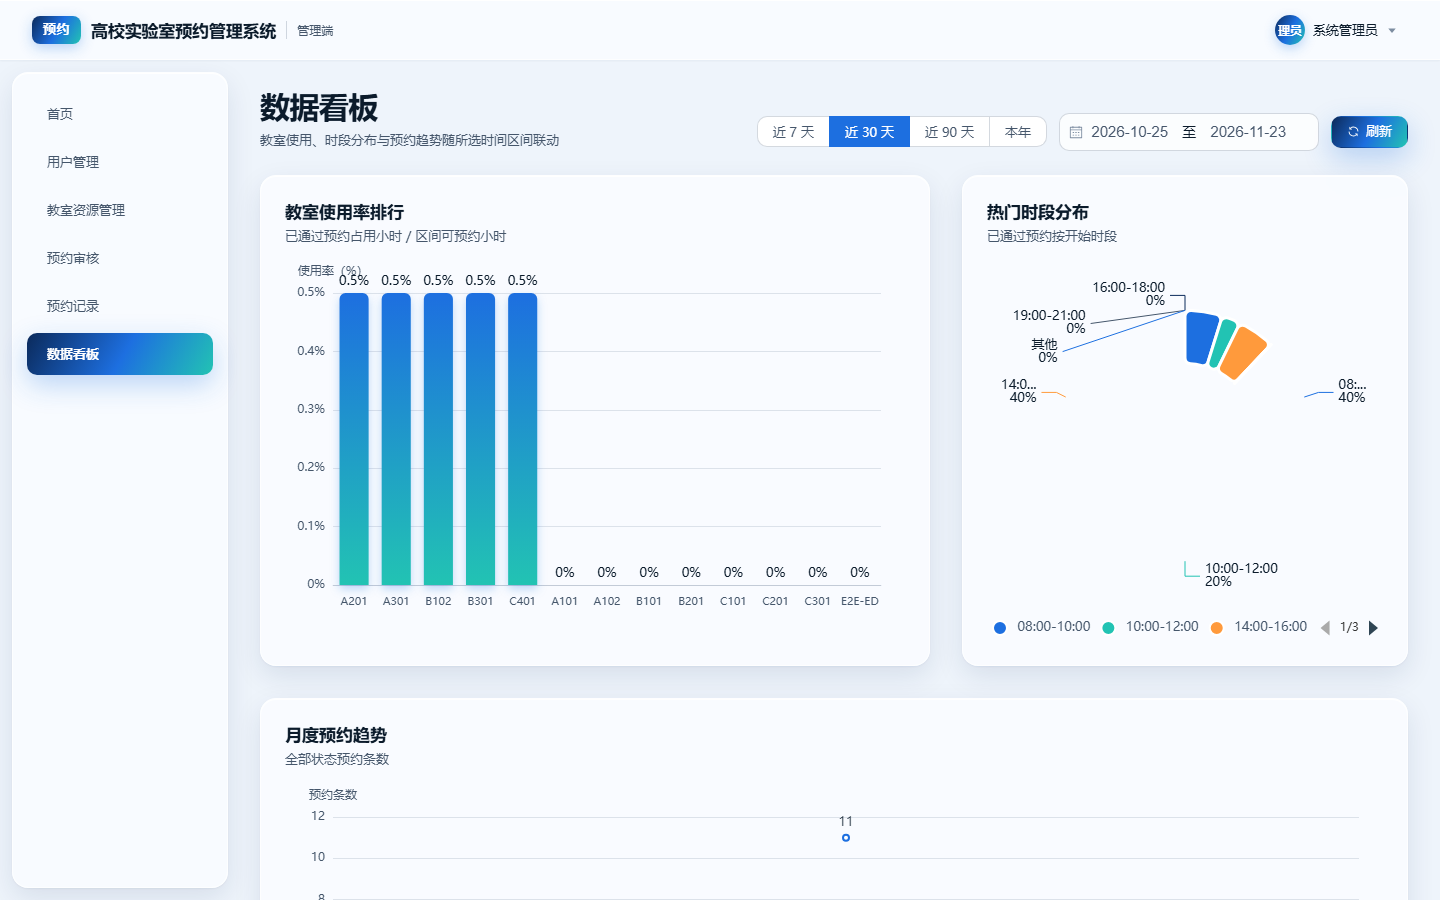 预约 高校实验室预约管理系统 管理端
理员 系统管理员
首页
用户管理
教室资源管理
预约审核
预约记录
数据看板
数据看板
教室使用、时段分布与预约趋势随所选时间区间联动
近 7 天 近 30 天 近 90 天 本年
2026-10-25 至 2026-11-23
刷新
教室使用率排行
已通过预约占用小时 / 区间可预约小时
使用率 (%)
0.5% 0.5% 0.5% 0.5% 0.5%
0.5%
0.4%
0.3%
0.2%
0.1%
0% 0% 0% 0% 0% 0% 0% 0%
0%
A201 A301 B102 B301 C401 A101 A102 B101 B201 C101 C201 C301 E2E-ED
热门时段分布
已通过预约按开始时段
16:00-18:00
0%
19:00-21:00
0%
其他
0%
14:0...
40%
08:...
40%
10:00-12:00
20%
08:00-10:00 10:00-12:00 14:00-16:00 1/3
月度预约趋势
全部状态预约条数
预约条数
12
11
10
8